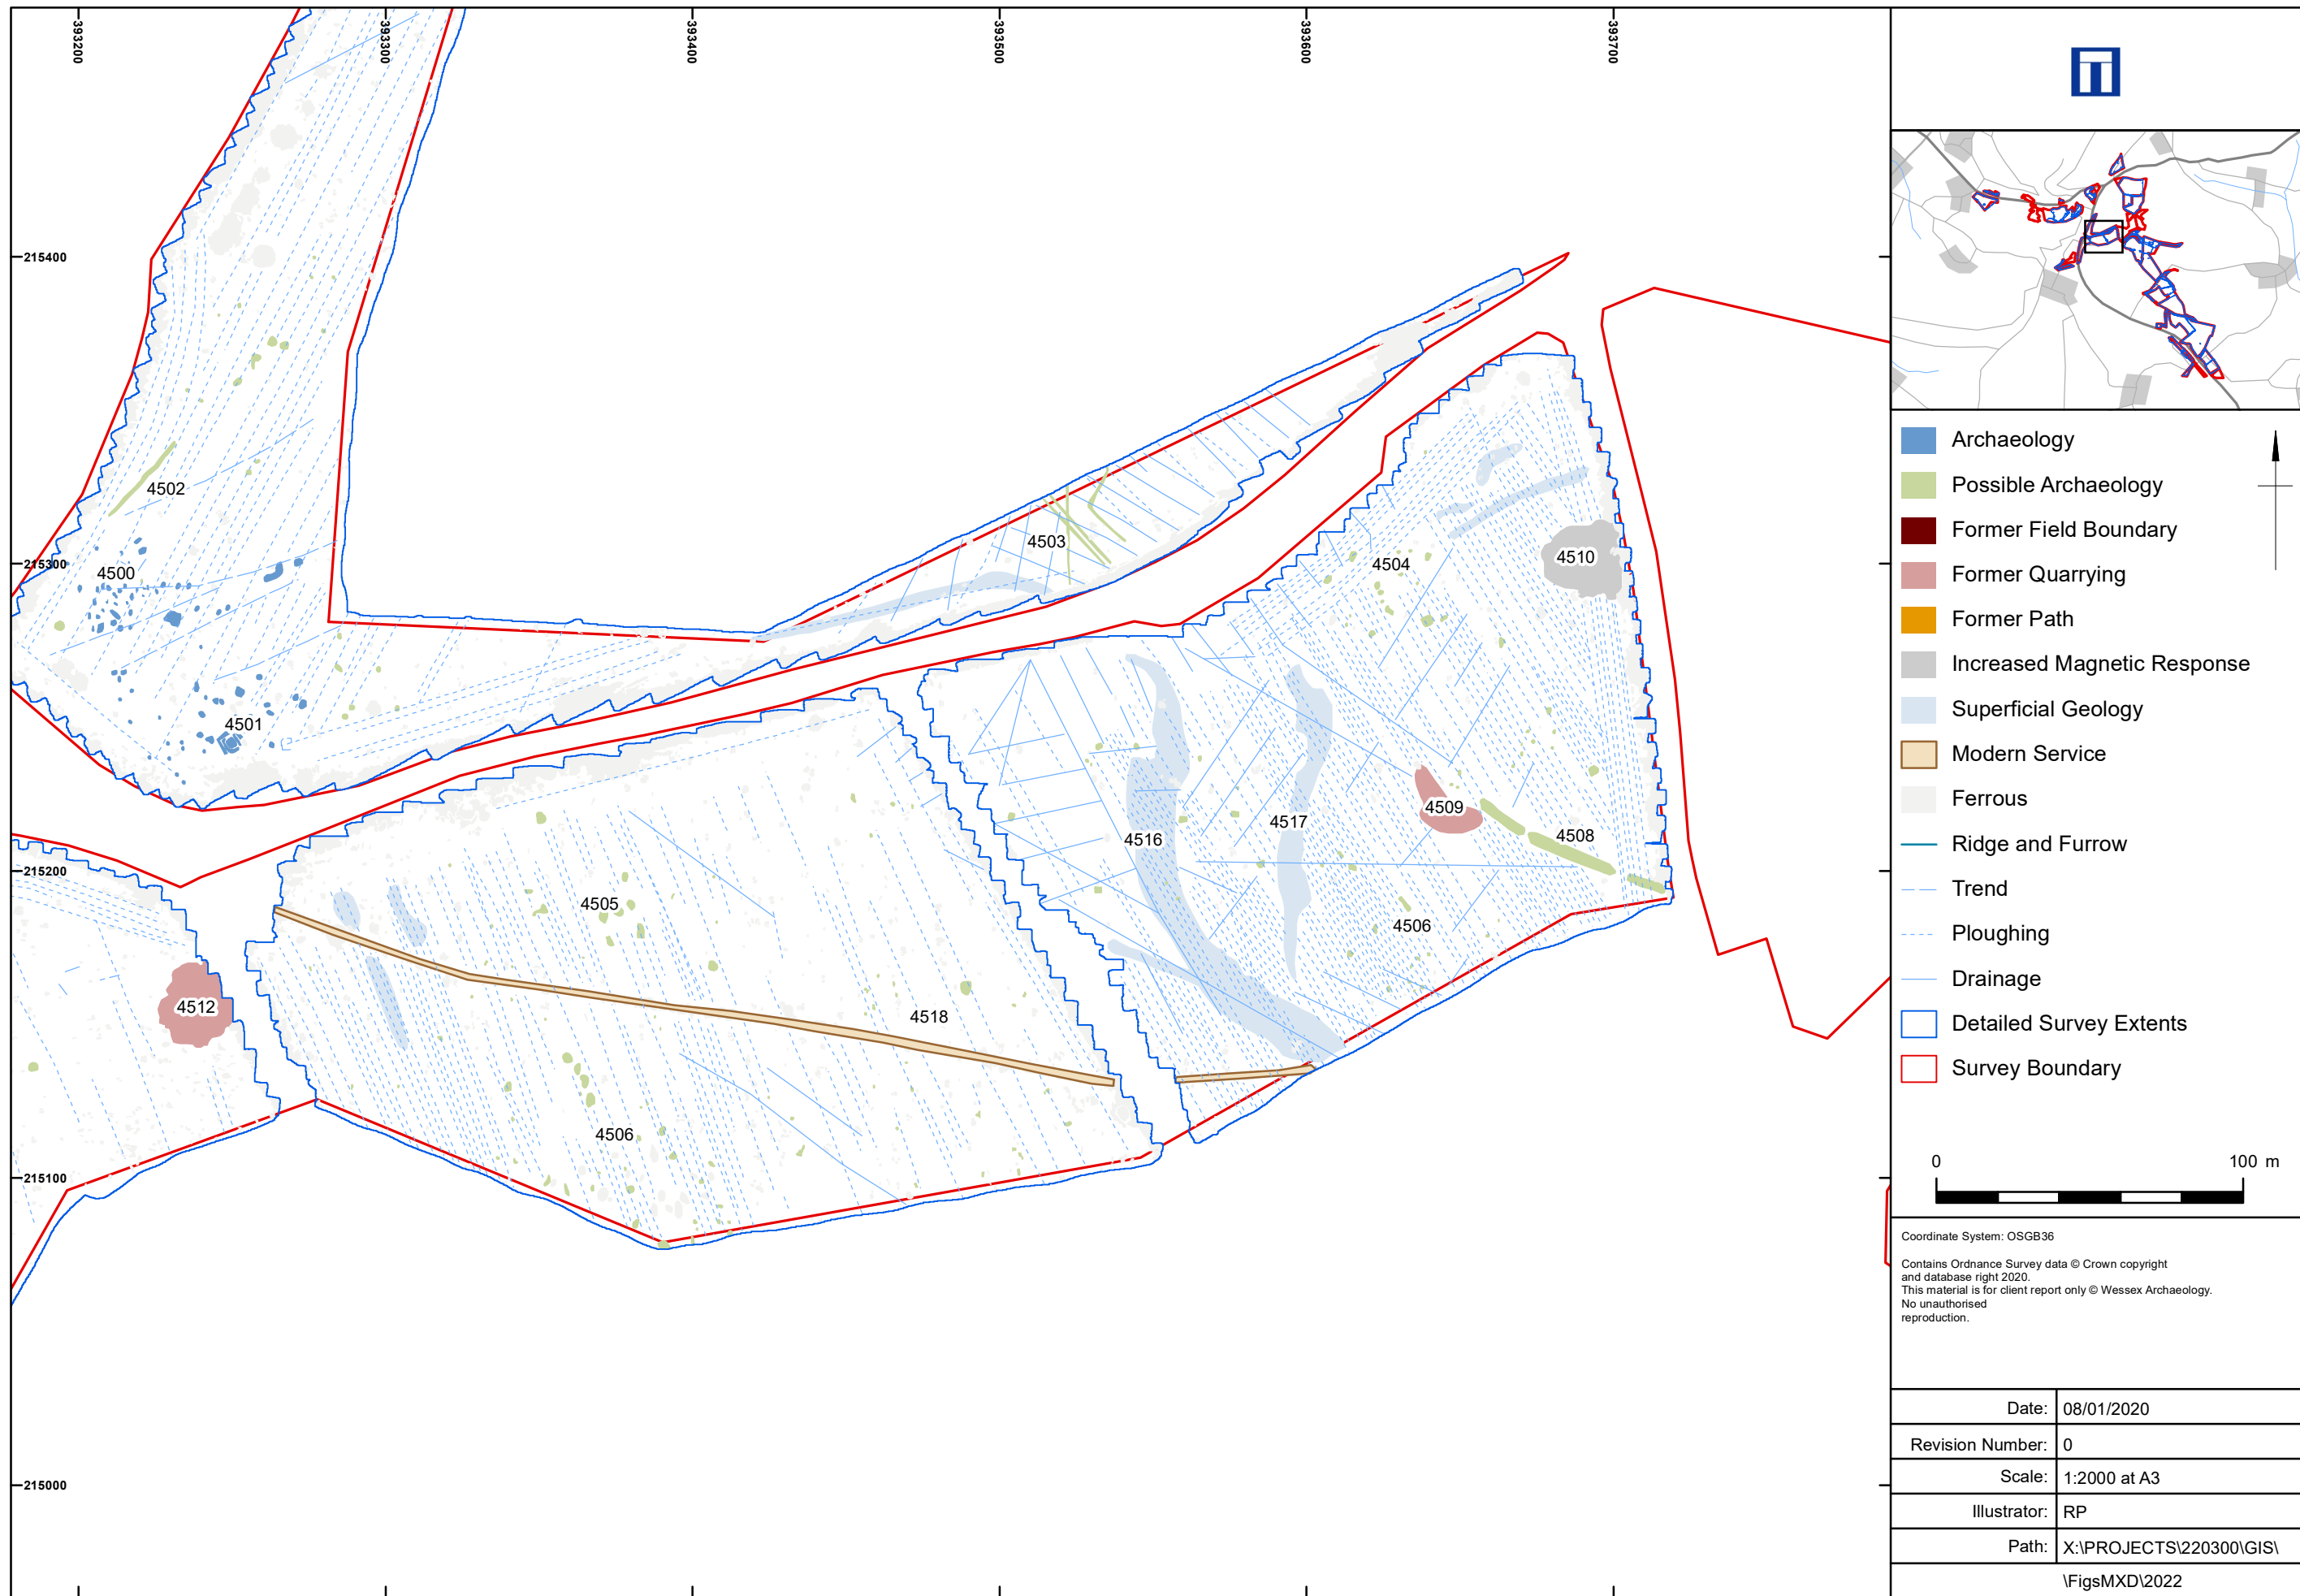 393200
393300
393400
393500
393600
393700
215400
215300
215200
215100
215000
4502
4500
4501
4503
4504
4510
4509
4508
4516
4517
4505
4506
4518
4512
4506
Archaeology
Possible Archaeology
Former Field Boundary
Former Quarrying
Former Path
Increased Magnetic Response
Superficial Geology
Modern Service
Ferrous
Ridge and Furrow
Trend
Ploughing
Drainage
Detailed Survey Extents
Survey Boundary
0 100 m
Coordinate System: OSGB36
Contains Ordnance Survey data © Crown copyright
and database right 2020.
This material is for client report only © Wessex Archaeology.
No unauthorised
reproduction.
Date: 08/01/2020
Revision Number: 0
Scale: 1:2000 at A3
Illustrator: RP
Path: X:\PROJECTS\220300\GIS\
\FigsMXD\2022